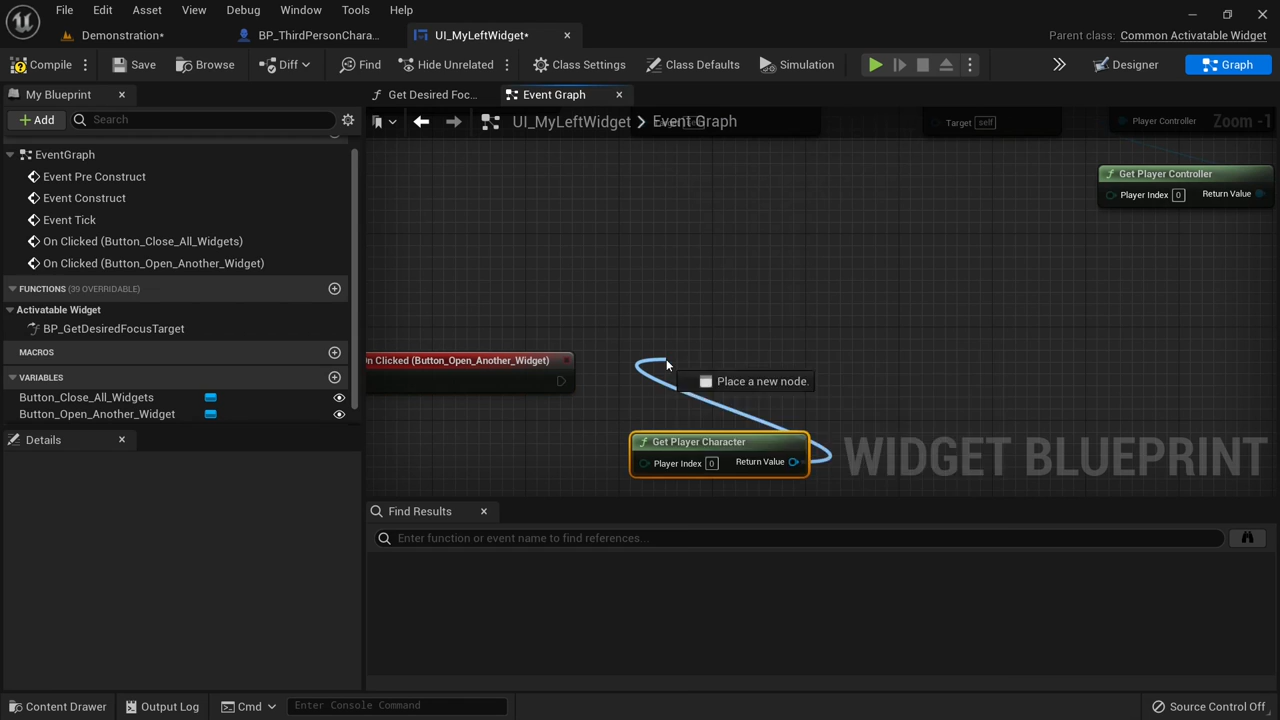 File Edit Asset View Debug Window Tools Help
Demonstration* BP_ThirdPersonChara... UI_MyLeftWidget* Parent class: Common Activatable Widget
Compile Save Browse Diff Find Hide Unrelated Class Settings Class Defaults Simulation Designer Graph
My Blueprint Get Desired Foc... Event Graph
Add Search UI_MyLeftWidget > Event Graph Zoom -1
Target self Target self Player Controller
EventGraph
Event Pre Construct
Event Construct
Event Tick
On Clicked (Button_Close_All_Widgets)
On Clicked (Button_Open_Another_Widget)
FUNCTIONS (39 OVERRIDABLE)
Activatable Widget
BP_GetDesiredFocusTarget
MACROS
VARIABLES
Button_Close_All_Widgets
Button_Open_Another_Widget
Details
Get Player Controller
Player Index 0 Return Value
n Clicked (Button_Open_Another_Widget)
Place a new node.
Get Player Character
Player Index 0 Return Value
WIDGET BLUEPRINT
Find Results
Enter function or event name to find references...
Content Drawer Output Log Cmd Enter Console Command Source Control Off